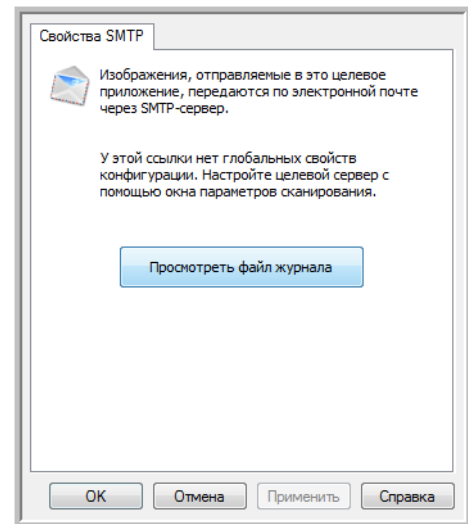 Свойства SMTP
Изображения, отправляемые в это целевое
приложение, передаются по электронной почте
через SMTP-сервер.
У этой ссылки нет глобальных свойств
конфигурации. Настройте целевой сервер с
помощью окна параметров сканирования.
Просмотреть файл журнала
OK Отмена Применить Справка